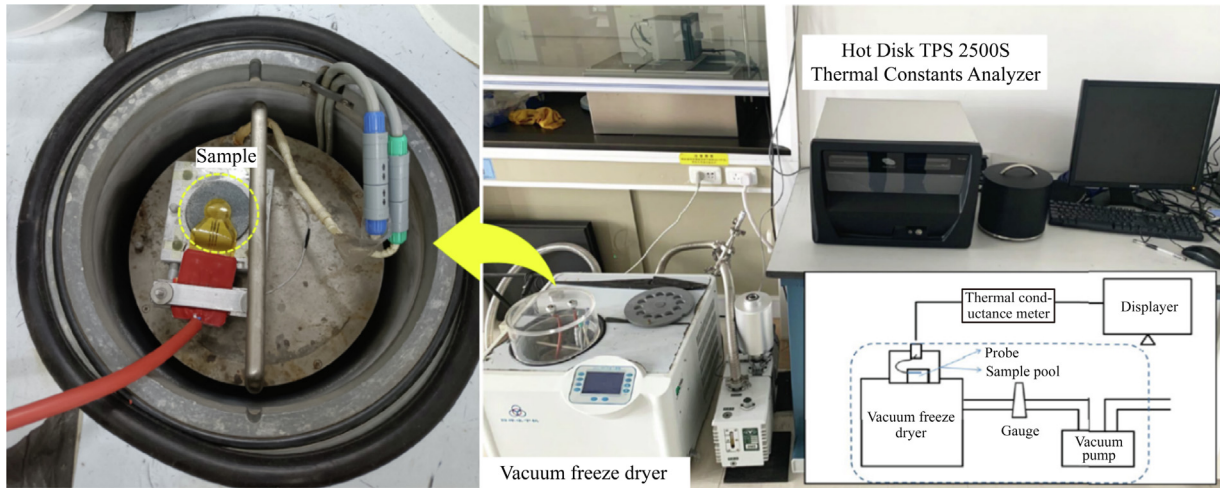 Sample
Vacuum freeze dryer
Hot Disk TPS 2500S
Thermal Constants Analyzer
Thermal cond-
uctance meter
Displayer
Probe
Sample pool
Vacuum freeze
dryer
Gauge
Vacuum
pump